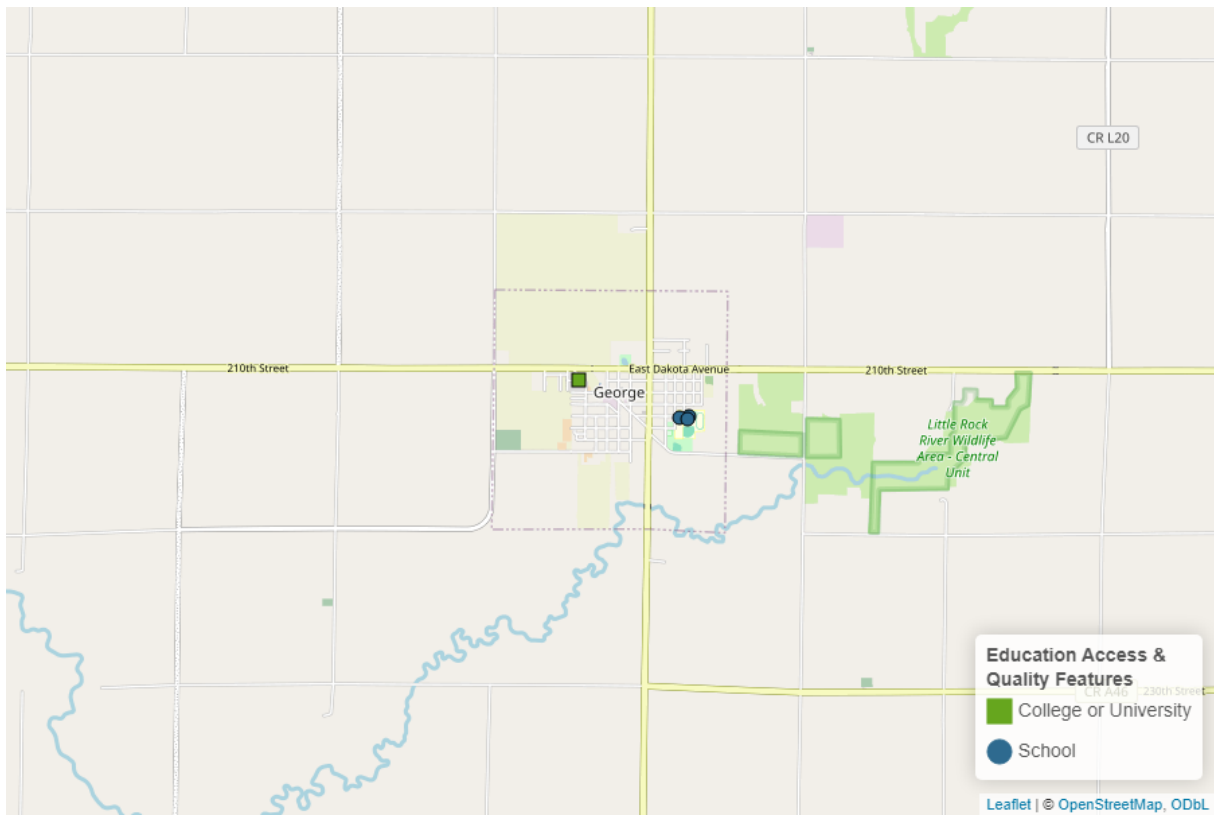 CR L20
210th Street
East Dakota Avenue
210th Street
George
Little Rock
River Wildlife
Area - Central
Unit
Education Access &
Quality Features
CR A46
230th Street
College or University
School
Leaflet | © OpenStreetMap, ODbL